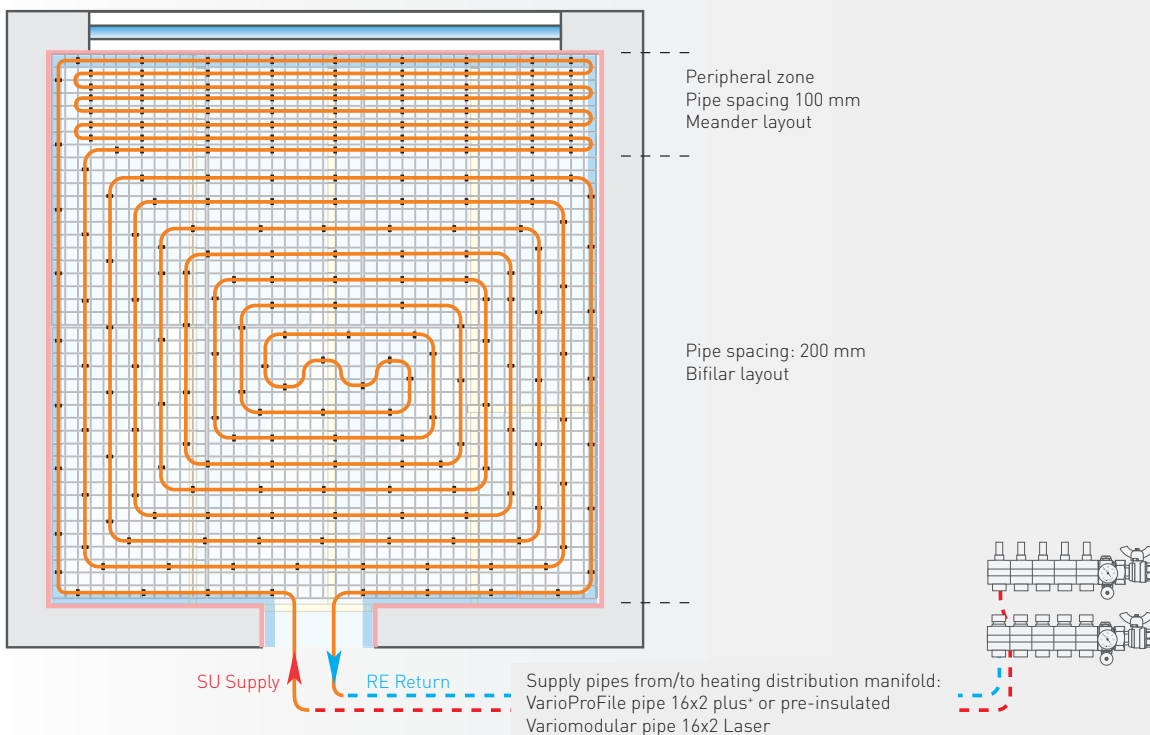 Peripheral zone
Pipe spacing 100 mm
Meander layout
Pipe spacing: 200 mm
Bifilar layout
SU Supply
RE Return
Supply pipes from/to heating distribution manifold:
VarioProFile pipe 16x2 plus⁺ or pre-insulated
Variomodular pipe 16x2 Laser